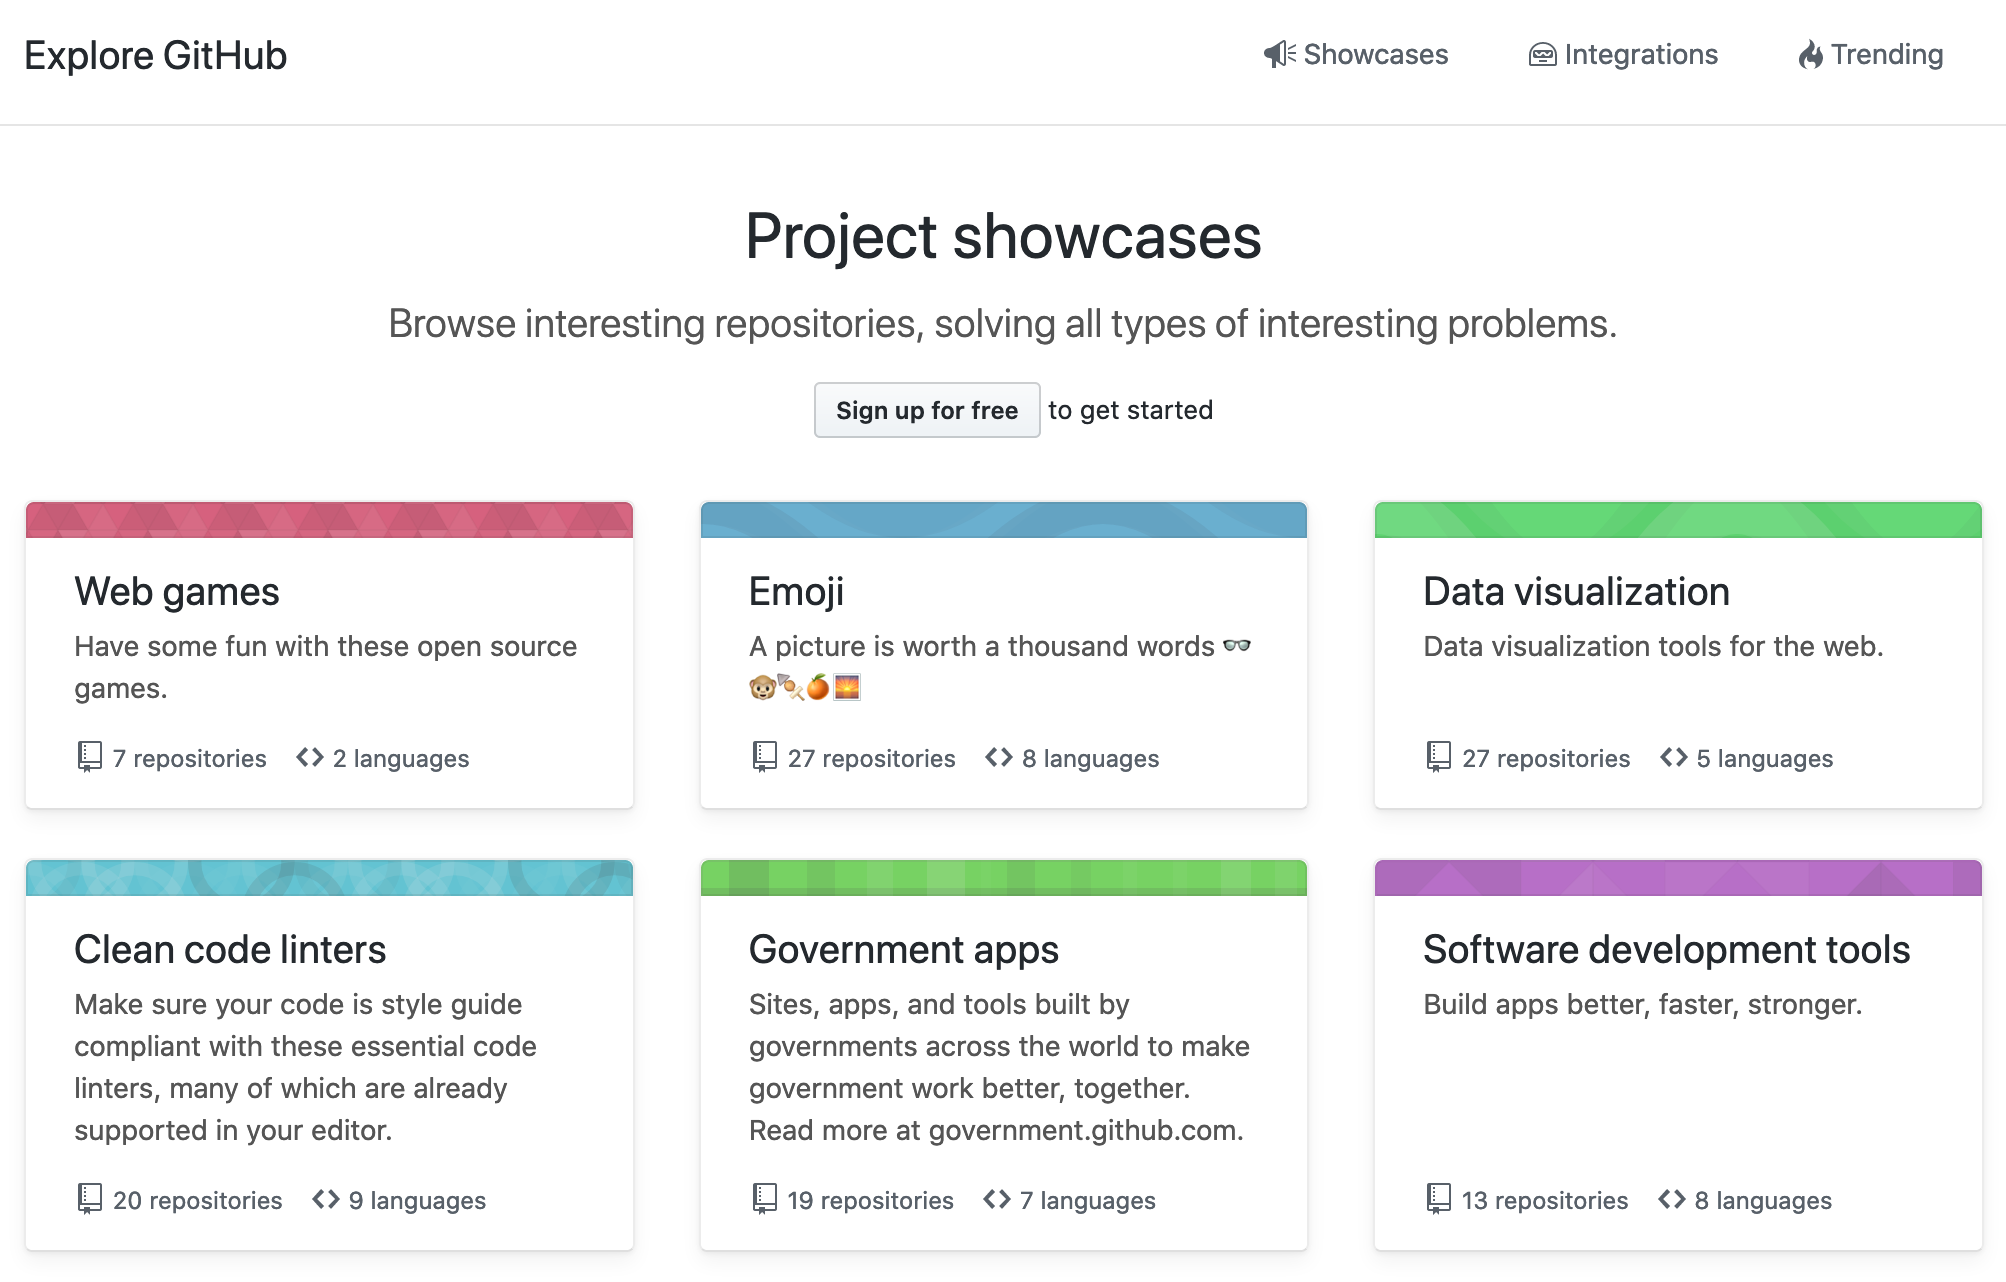 Explore GitHub
Showcases
Integrations
Trending
Project showcases
Browse interesting repositories, solving all types of interesting problems.
Sign up for free to get started
Web games
Have some fun with these open source
games.
7 repositories
2 languages
Emoji
A picture is worth a thousand words 👓
🐵🍢🍊🌅
27 repositories
8 languages
Data visualization
Data visualization tools for the web.
27 repositories
5 languages
Clean code linters
Make sure your code is style guide
compliant with these essential code
linters, many of which are already
supported in your editor.
20 repositories
9 languages
Government apps
Sites, apps, and tools built by
governments across the world to make
government work better, together.
Read more at government.github.com.
19 repositories
7 languages
Software development tools
Build apps better, faster, stronger.
13 repositories
8 languages